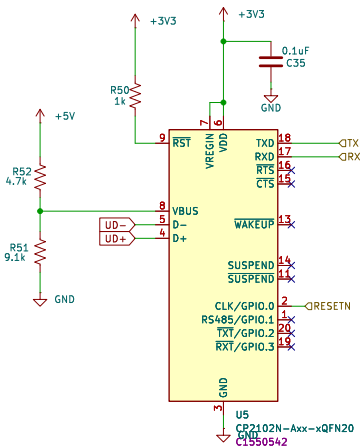 +3V3
+3V3
0.1uF
C35
GND
R50
1k
+5V
R52
4.7k
R51
9.1k
GND
7
6
VREGIN
VDD
9
RST
8
VBUS
UD-
5
D-
UD+
4
D+
TXD
18
TX
RXD
17
RX
RTS
16
CTS
15
WAKEUP
13
SUSPEND
14
SUSPEND
11
CLK/GPIO.0
2
RESETN
RS485/GPIO.1
1
TXT/GPIO.2
20
RXT/GPIO.3
19
GND
3
U5
GND
CP2102N-Axx-xQFN20
C1550542